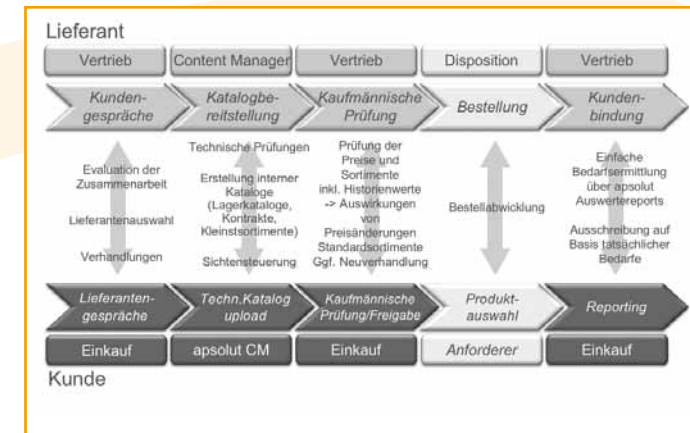 Lieferant
Vertrieb
Content Manager
Vertrieb
Disposition
Vertrieb
Kunden-
gespräche
Katalogbe-
reitstellung
Kaufmännische
Prüfung
Bestellung
Kunden-
bindung
Evaluation der
Zusammenarbeit
Lieferantenauswahl
Verhandlungen
Technische Prüfungen
Erstellung interner
Kataloge
(Lagerkataloge,
Kontrakte,
Kleinstsortimente)
Sichtensteuerung
Prüfung der
Preise und
Sortimente
inkl. Historienwerte
-> Auswirkungen
von
Preisänderungen
Standardsortimente
Ggf. Neuverhandlung
Bestellabwicklung
Einfache
Bedarfsermittlung
über apsolut
Auswertereports
Ausschreibung auf
Basis tatsächlicher
Bedarfe
Lieferanten-
gespräche
Techn.Katalog
upload
Kaufmännische
Prüfung/Freigabe
Produkt-
auswahl
Reporting
Einkauf
apsolut CM
Einkauf
Anforderer
Einkauf
Kunde